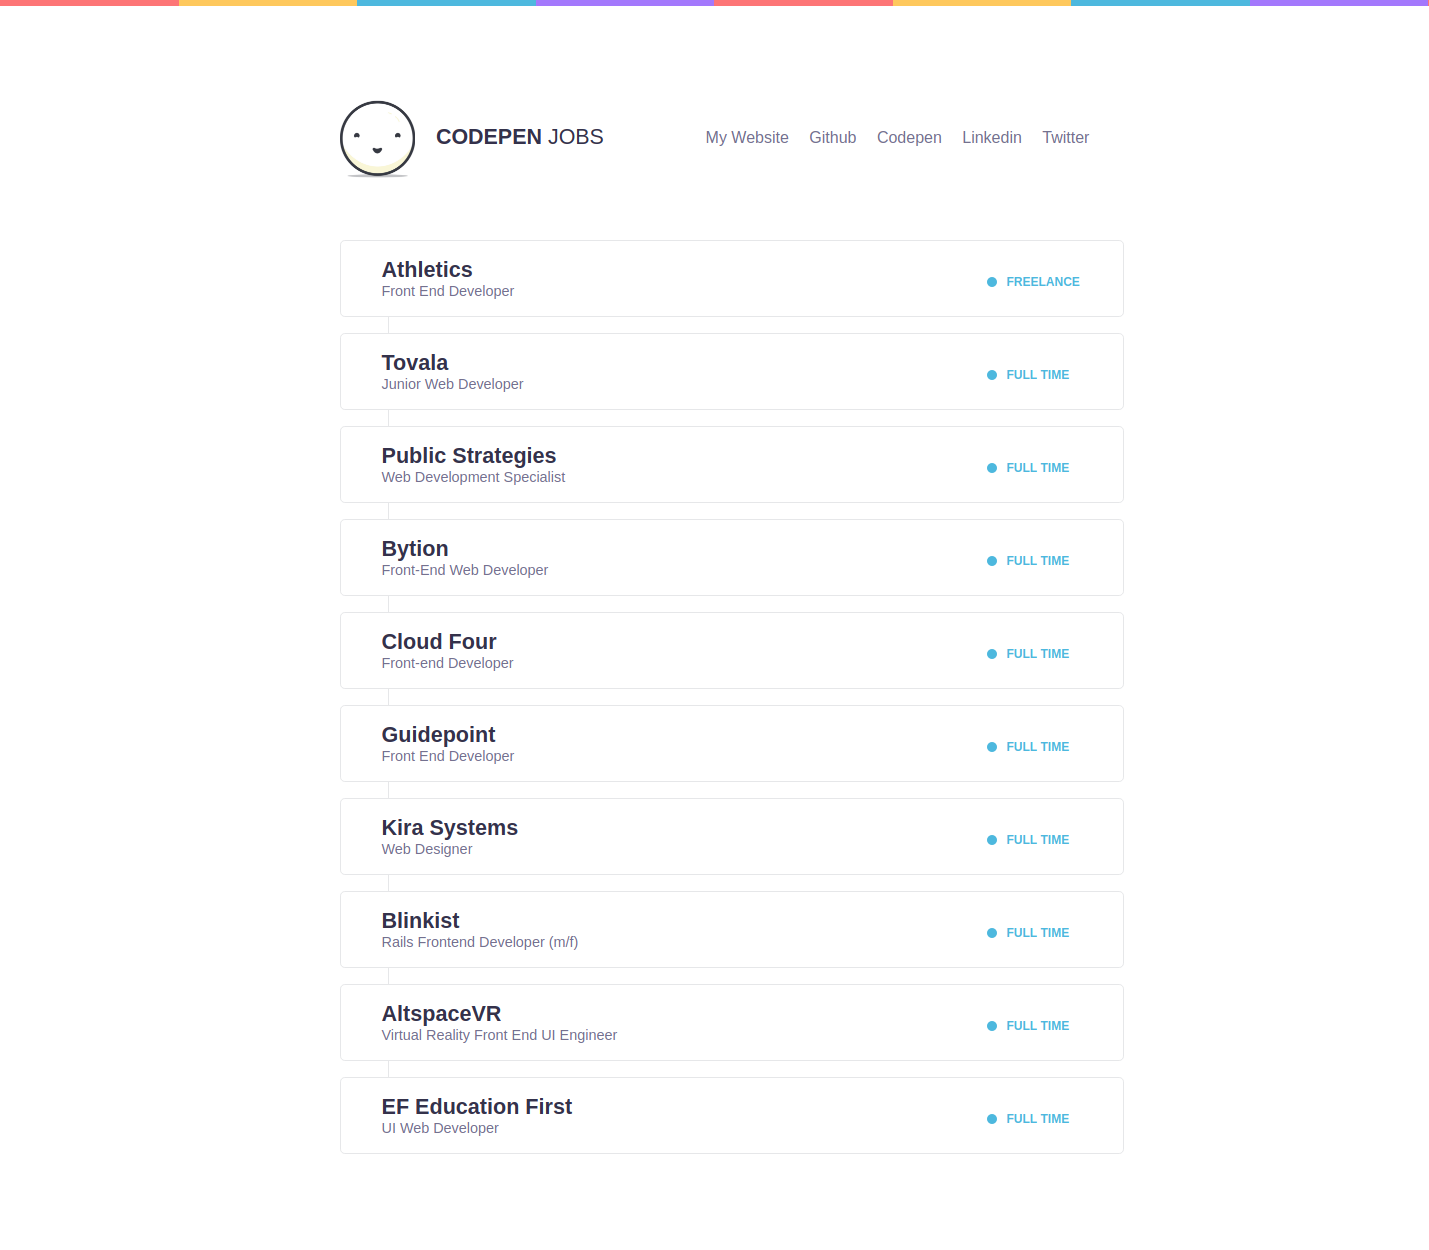 CODEPEN JOBS
My Website Github Codepen Linkedin Twitter
Athletics
Front End Developer
FREELANCE
Tovala
Junior Web Developer
FULL TIME
Public Strategies
Web Development Specialist
FULL TIME
Bytion
Front-End Web Developer
FULL TIME
Cloud Four
Front-end Developer
FULL TIME
Guidepoint
Front End Developer
FULL TIME
Kira Systems
Web Designer
FULL TIME
Blinkist
Rails Frontend Developer (m/f)
FULL TIME
AltspaceVR
Virtual Reality Front End UI Engineer
FULL TIME
EF Education First
UI Web Developer
FULL TIME